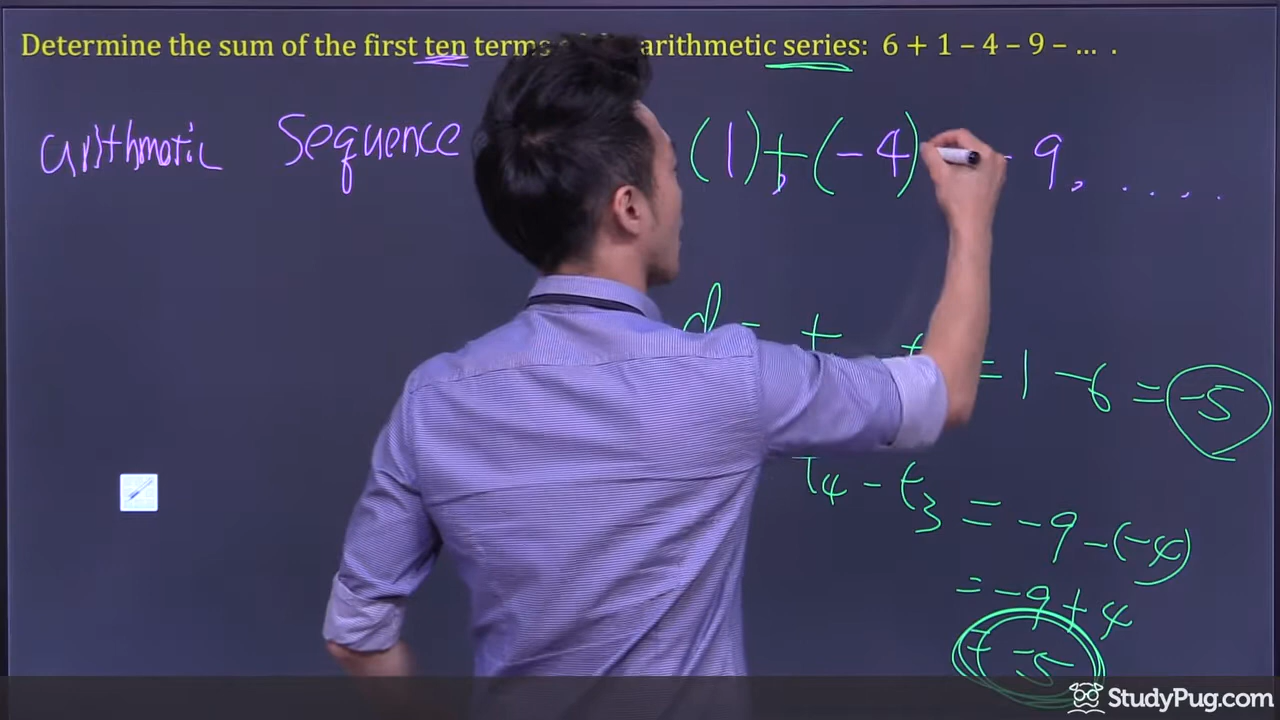 Determine the sum of the first ten terms arithmetic series: 6 + 1 – 4 – 9 – ... .
arithmetic Sequence (1) + (-4) - 9, .....
d = t t = 1 - 6 = -5
t4 - t3 = -9 - (-4)
= -9 + 4
= -5
StudyPug.com